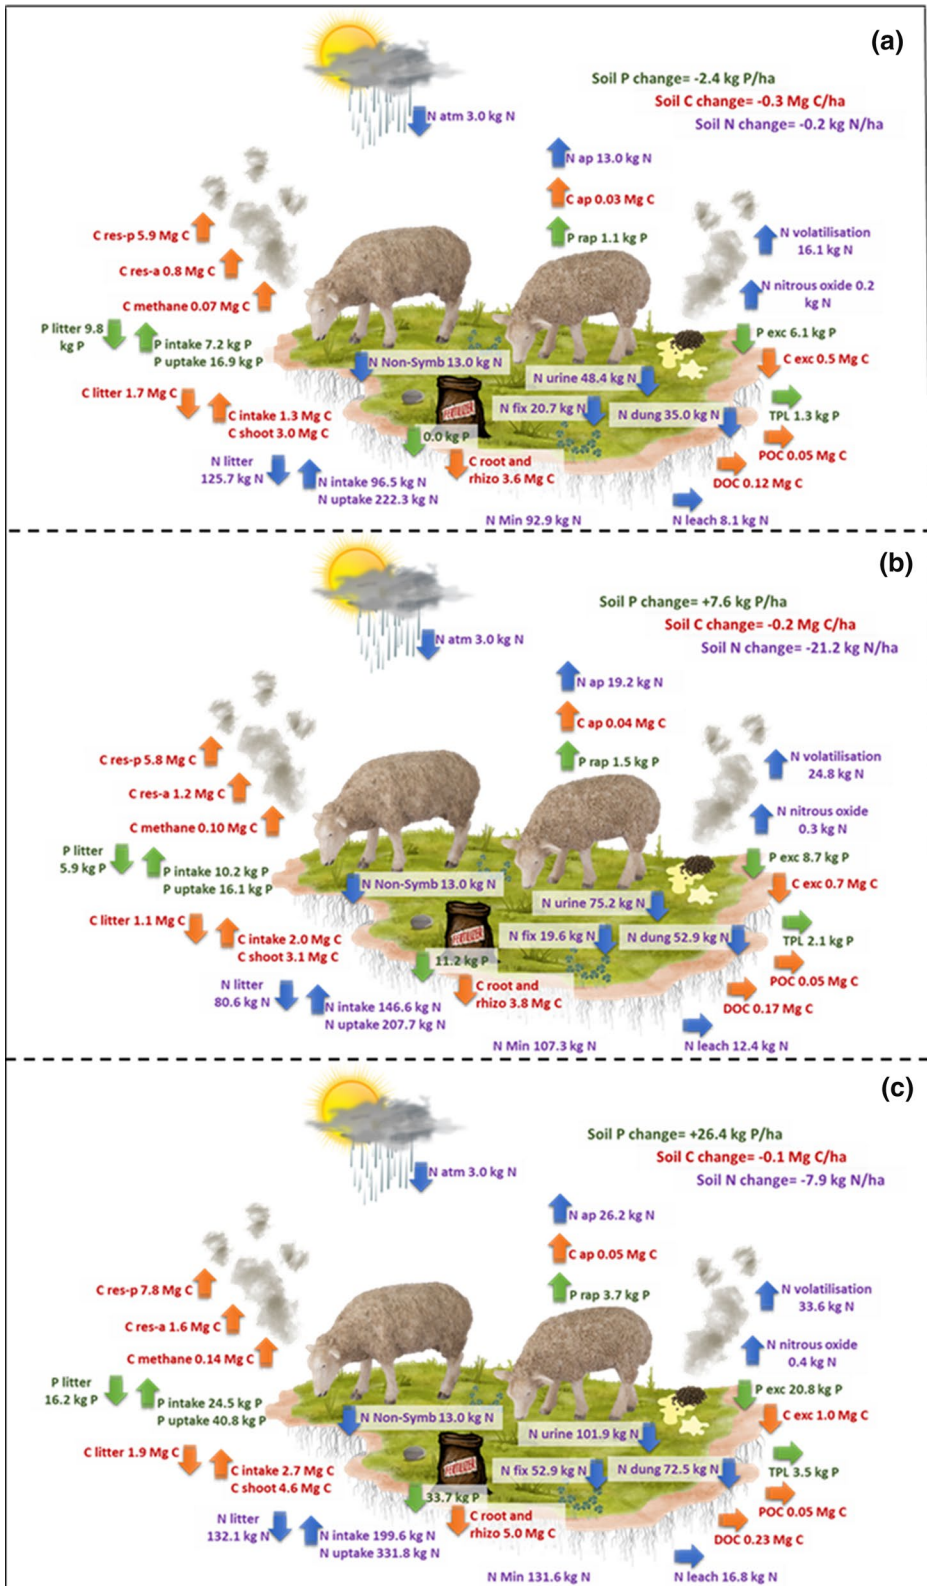 (a)
Soil P change= -2.4 kg P/ha
Soil C change= -0.3 Mg C/ha
Soil N change= -0.2 kg N/ha
N atm 3.0 kg N
N ap 13.0 kg N
C ap 0.03 Mg C
P rap 1.1 kg P
C res-p 5.9 Mg C
C res-a 0.8 Mg C
C methane 0.07 Mg C
N volatilisation
16.1 kg N
N nitrous oxide 0.2
kg N
P litter 9.8
kg P
P intake 7.2 kg P
P uptake 16.9 kg P
P exc 6.1 kg P
C exc 0.5 Mg C
N Non-Symb 13.0 kg N
N urine 48.4 kg N
C litter 1.7 Mg C
C intake 1.3 Mg C
C shoot 3.0 Mg C
FERTILIZER
N fix 20.7 kg N
N dung 35.0 kg N
TPL 1.3 kg P
0.0 kg P
POC 0.05 Mg C
N litter
125.7 kg N
N intake 96.5 kg N
N uptake 222.3 kg N
C root and
rhizo 3.6 Mg C
DOC 0.12 Mg C
N Min 92.9 kg N
N leach 8.1 kg N
(b)
Soil P change= +7.6 kg P/ha
Soil C change= -0.2 Mg C/ha
Soil N change= -21.2 kg N/ha
N atm 3.0 kg N
N ap 19.2 kg N
C ap 0.04 Mg C
P rap 1.5 kg P
C res-p 5.8 Mg C
C res-a 1.2 Mg C
C methane 0.10 Mg C
N volatilisation
24.8 kg N
N nitrous oxide
0.3 kg N
P litter
5.9 kg P
P intake 10.2 kg P
P uptake 16.1 kg P
P exc 8.7 kg P
C exc 0.7 Mg C
N Non-Symb 13.0 kg N
N urine 75.2 kg N
C litter 1.1 Mg C
C intake 2.0 Mg C
C shoot 3.1 Mg C
FERTILIZER
N fix 19.6 kg N
N dung 52.9 kg N
TPL 2.1 kg P
11.2 kg P
POC 0.05 Mg C
N litter
80.6 kg N
N intake 146.6 kg N
N uptake 207.7 kg N
C root and
rhizo 3.8 Mg C
DOC 0.17 Mg C
N Min 107.3 kg N
N leach 12.4 kg N
(c)
Soil P change= +26.4 kg P/ha
Soil C change= -0.1 Mg C/ha
Soil N change= -7.9 kg N/ha
N atm 3.0 kg N
N ap 26.2 kg N
C ap 0.05 Mg C
P rap 3.7 kg P
C res-p 7.8 Mg C
C res-a 1.6 Mg C
C methane 0.14 Mg C
N volatilisation
33.6 kg N
N nitrous oxide
0.4 kg N
P litter
16.2 kg P
P intake 24.5 kg P
P uptake 40.8 kg P
P exc 20.8 kg P
C exc 1.0 Mg C
N Non-Symb 13.0 kg N
N urine 101.9 kg N
C litter 1.9 Mg C
C intake 2.7 Mg C
C shoot 4.6 Mg C
FERTILIZER
N fix 52.9 kg N
N dung 72.5 kg N
TPL 3.5 kg P
33.7 kg P
POC 0.05 Mg C
N litter
132.1 kg N
N intake 199.6 kg N
N uptake 331.8 kg N
C root and
rhizo 5.0 Mg C
DOC 0.23 Mg C
N Min 131.6 kg N
N leach 16.8 kg N